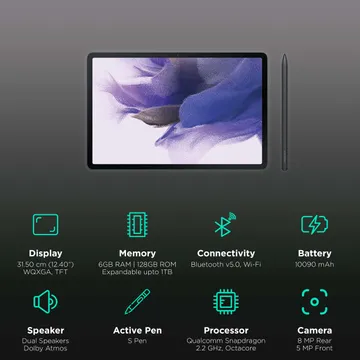 Display
31.50 cm (12.40")
WQXGA, TFT
Memory
6GB RAM | 128GB ROM
Expandable upto 1TB
Connectivity
Bluetooth v5.0, Wi-Fi
Battery
10090 mAh
Speaker
Dual Speakers
Dolby Atmos
Active Pen
S Pen
Processor
Qualcomm Snapdragon
2.2 GHz, Octacore
Camera
8 MP Rear
5 MP Front